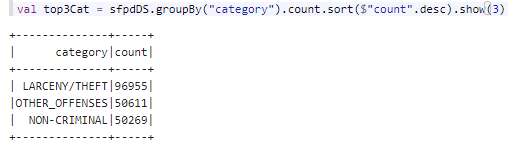 val top3Cat = sfpdDS.groupBy("category").count.sort($"count".desc).show(3)
+--------------+-----+
|      category|count|
+--------------+-----+
| LARCENY/THEFT|96955|
|OTHER_OFFENSES|50611|
|  NON-CRIMINAL|50269|
+--------------+-----+